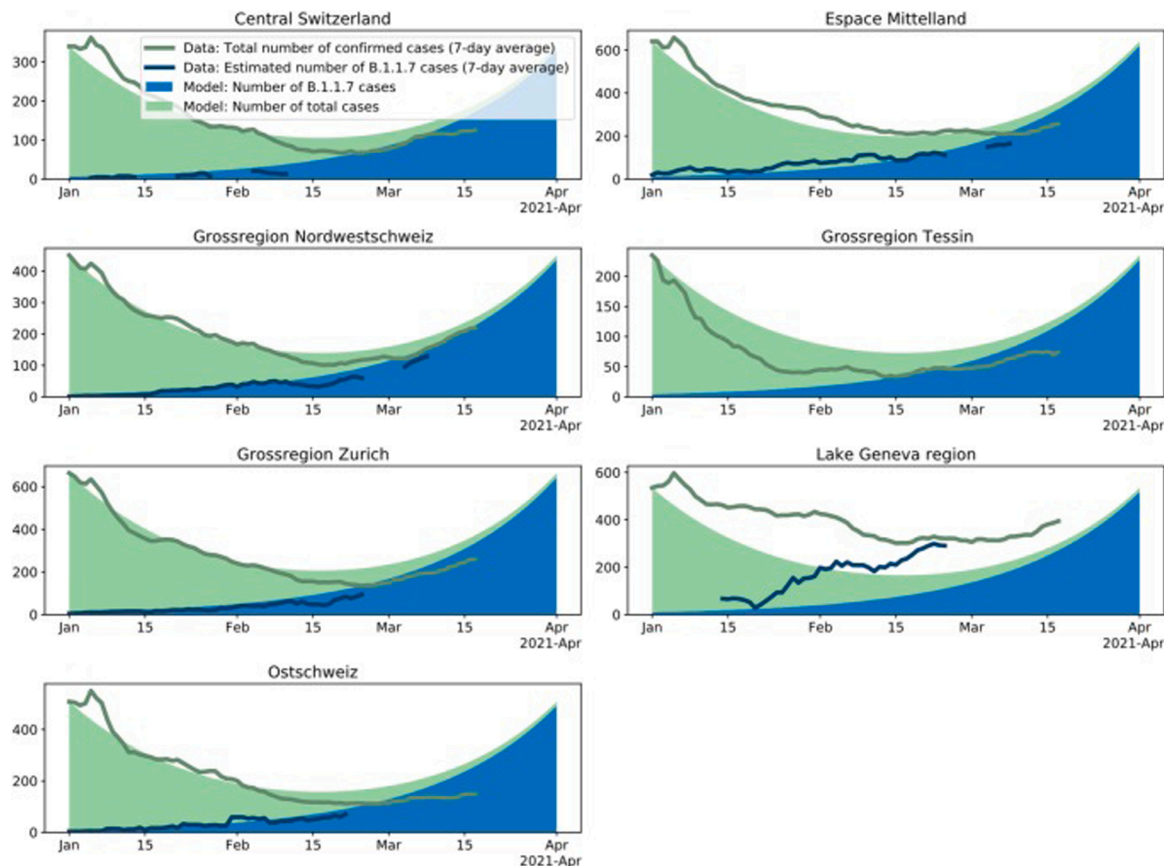 Central Switzerland
300
200
100
0
Data: Total number of confirmed cases (7-day average)
Data: Estimated number of B.1.1.7 cases (7-day average)
Model: Number of B.1.1.7 cases
Model: Number of total cases
Jan 15 Feb 15 Mar 15 Apr
2021-Apr
Espace Mittelland
600
400
200
0
Jan 15 Feb 15 Mar 15 Apr
2021-Apr
Grossregion Nordwestschweiz
400
300
200
100
0
Jan 15 Feb 15 Mar 15 Apr
2021-Apr
Grossregion Tessin
200
150
100
50
0
Jan 15 Feb 15 Mar 15 Apr
2021-Apr
Grossregion Zurich
600
400
200
0
Jan 15 Feb 15 Mar 15 Apr
2021-Apr
Lake Geneva region
600
400
200
0
Jan 15 Feb 15 Mar 15 Apr
2021-Apr
Ostschweiz
400
200
0
Jan 15 Feb 15 Mar 15 Apr
2021-Apr